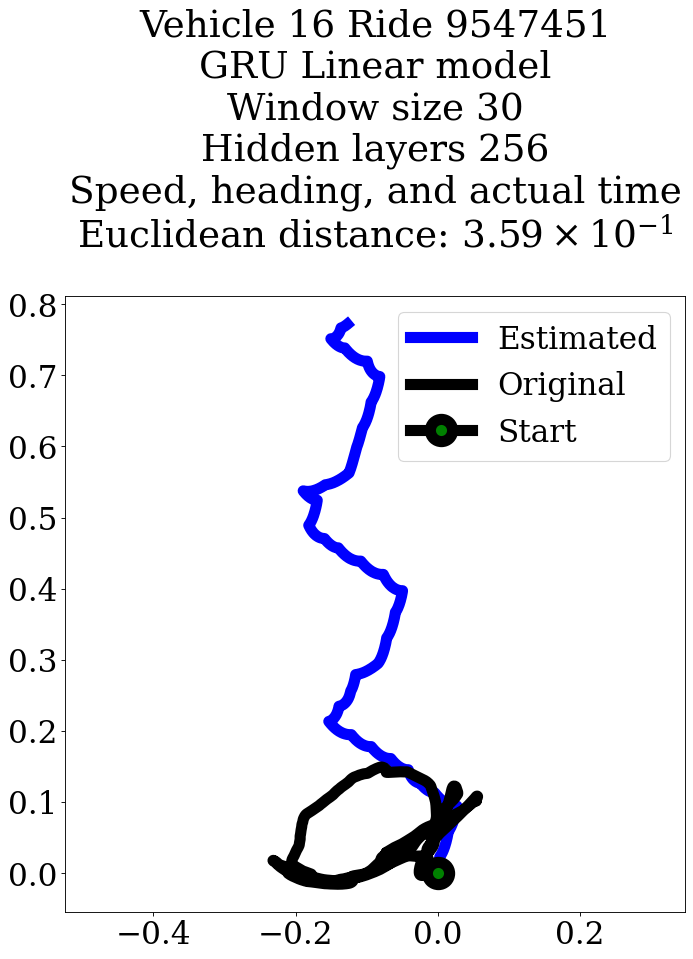 Vehicle 16 Ride 9547451
GRU Linear model
Window size 30
Hidden layers 256
Speed, heading, and actual time
Euclidean distance: 3.59 × 10⁻¹
0.8
0.7
0.6
0.5
0.4
0.3
0.2
0.1
0.0
Estimated
Original
Start
−0.4 −0.2 0.0 0.2